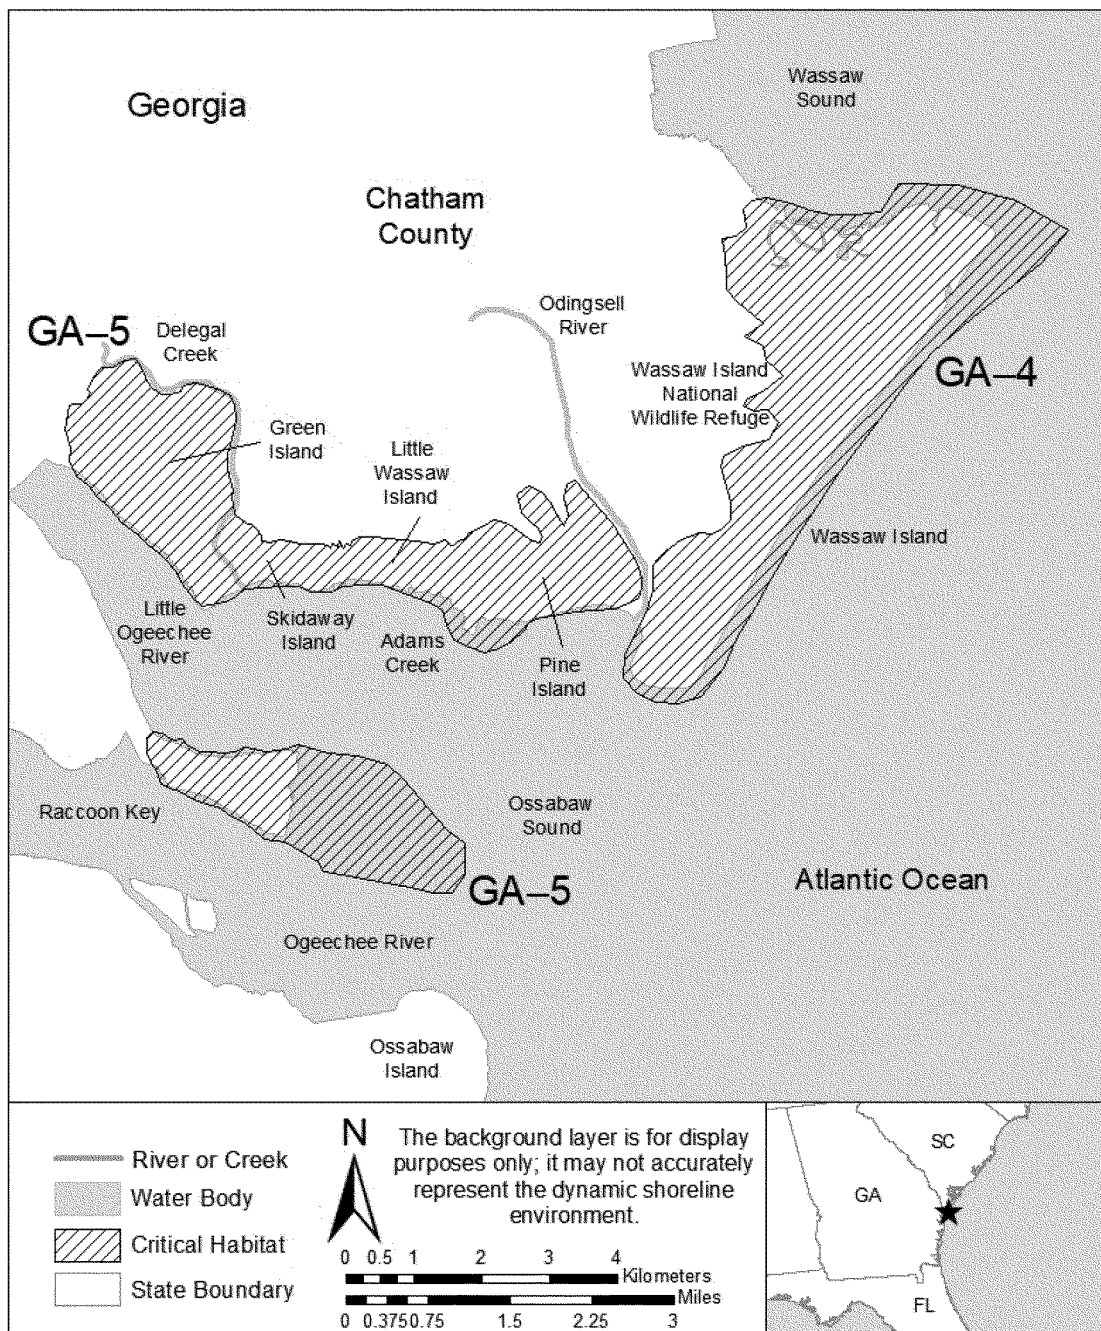 Wassaw
Sound
Georgia
Chatham
County
Odingsell
River
GA–5
Delegal
Creek
Wassaw Island
National
Wildlife Refuge
GA–4
Green
Island
Little
Wassaw
Island
Wassaw Island
Little
Ogeechee
River
Skidaway
Island
Adams
Creek
Pine
Island
Raccoon Key
Ossabaw
Sound
GA–5
Atlantic Ocean
Ogeechee River
Ossabaw
Island
River or Creek
Water Body
Critical Habitat
State Boundary
N
The background layer is for display
purposes only; it may not accurately
represent the dynamic shoreline
environment.
0 0.5 1 2 3 4
Kilometers
Miles
0 0.375 0.75 1.5 2.25 3
SC
GA
FL